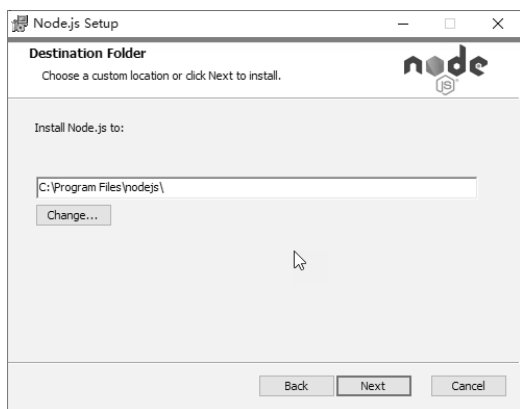 Node.js Setup
Destination Folder
Choose a custom location or click Next to install.
node
JS
Install Node.js to:
C:\Program Files\nodejs\
Change...
Back Next Cancel